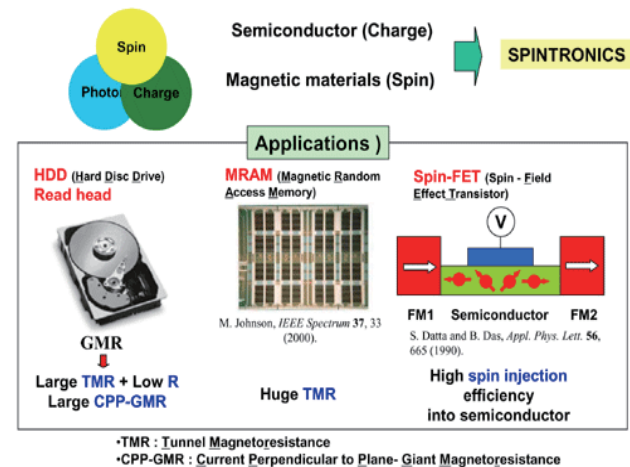 Spin
Photon
Charge
Semiconductor (Charge)
Magnetic materials (Spin)
SPINTRONICS
Applications )
HDD (Hard Disc Drive)
Read head
GMR
Large TMR + Low R
Large CPP-GMR
MRAM (Magnetic Random
Access Memory)
M. Johnson, IEEE Spectrum 37, 33
(2000).
Huge TMR
Spin-FET (Spin - Field
Effect Transistor)
V
FM1
Semiconductor
FM2
S. Datta and B. Das, Appl. Phys. Lett. 56,
665 (1990).
High spin injection
efficiency
into semiconductor
•TMR : Tunnel Magnetoresistance
•CPP-GMR : Current Perpendicular to Plane- Giant Magnetoresistance